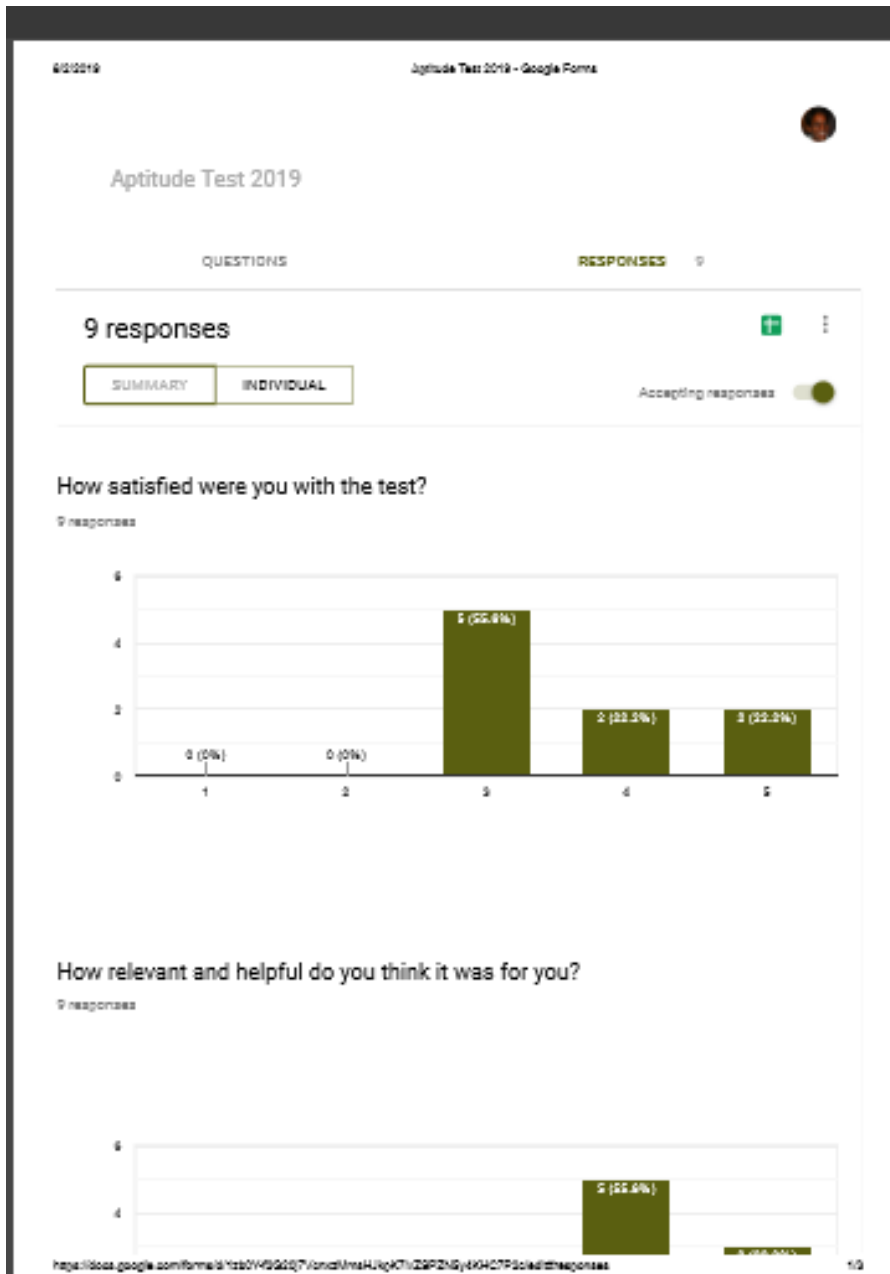 6/2/2019 Aptitude Test 2019 - Google Forms
Aptitude Test 2019
QUESTIONS RESPONSES 9
9 responses
SUMMARY INDIVIDUAL
Accepting responses
How satisfied were you with the test?
9 responses
6
5 (55.6%)
4
2 2 (22.2%) 2 (22.2%)
0 (0%) 0 (0%)
0
1 2 3 4 5
How relevant and helpful do you think it was for you?
9 responses
6
5 (55.6%)
4
1/3